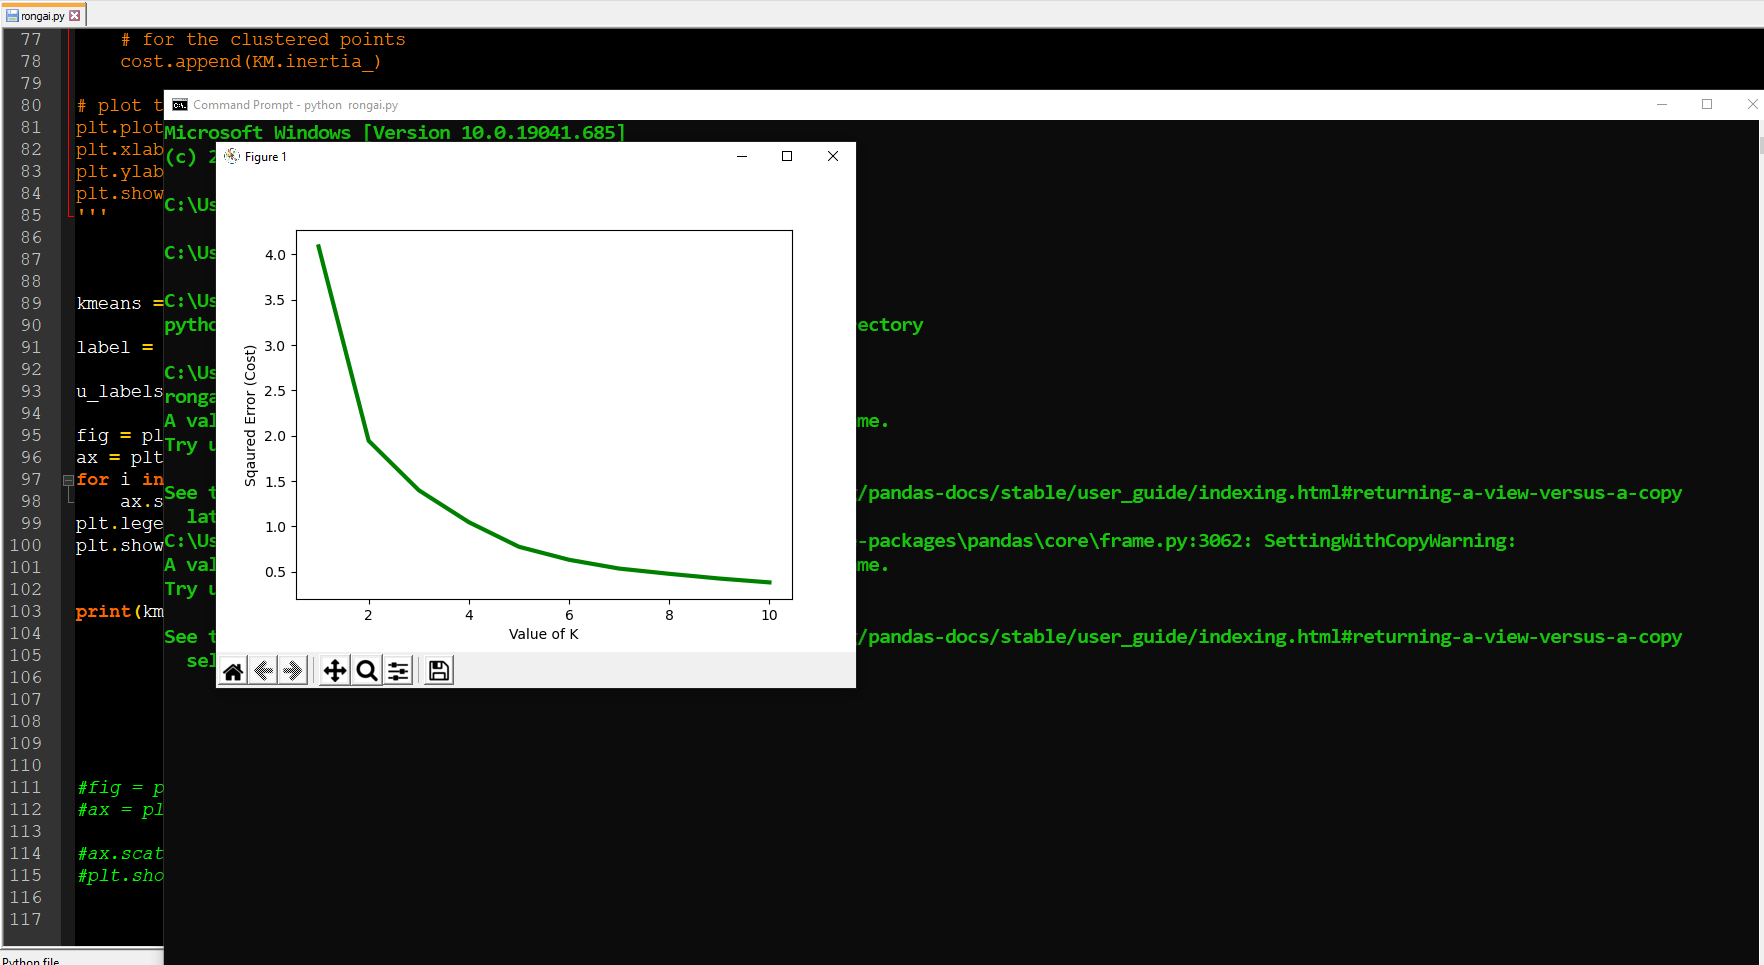 rongai.py
77 # for the clustered points
78 cost.append(KM.inertia_)
79
80 # plot t
81 plt.plot
82 plt.xlab
83 plt.ylab
84 plt.show
85 '''
86
87
88
89 kmeans =
90
91 label =
92
93 u_labels
94
95 fig = pl
96 ax = plt
97 for i in
98 ax.s
99 plt.lege
100 plt.show
101
102
103 print(km
104
105
106
107
108
109
110
111 #fig = p
112 #ax = pl
113
114 #ax.scat
115 #plt.sho
116
117
Python file
Command Prompt - python rongai.py
Microsoft Windows [Version 10.0.19041.685]
(c) 2
C:\Us
C:\Us
C:\Us
pytho
ectory
C:\Us
ronga
A val
me.
Try u
See t
/pandas-docs/stable/user_guide/indexing.html#returning-a-view-versus-a-copy
lat
C:\Us
-packages\pandas\core\frame.py:3062: SettingWithCopyWarning:
A val
me.
Try u
See t
/pandas-docs/stable/user_guide/indexing.html#returning-a-view-versus-a-copy
sel
Figure 1
4.0
3.5
3.0
2.5
2.0
1.5
1.0
0.5
Sqaured Error (Cost)
2 4 6 8 10
Value of K